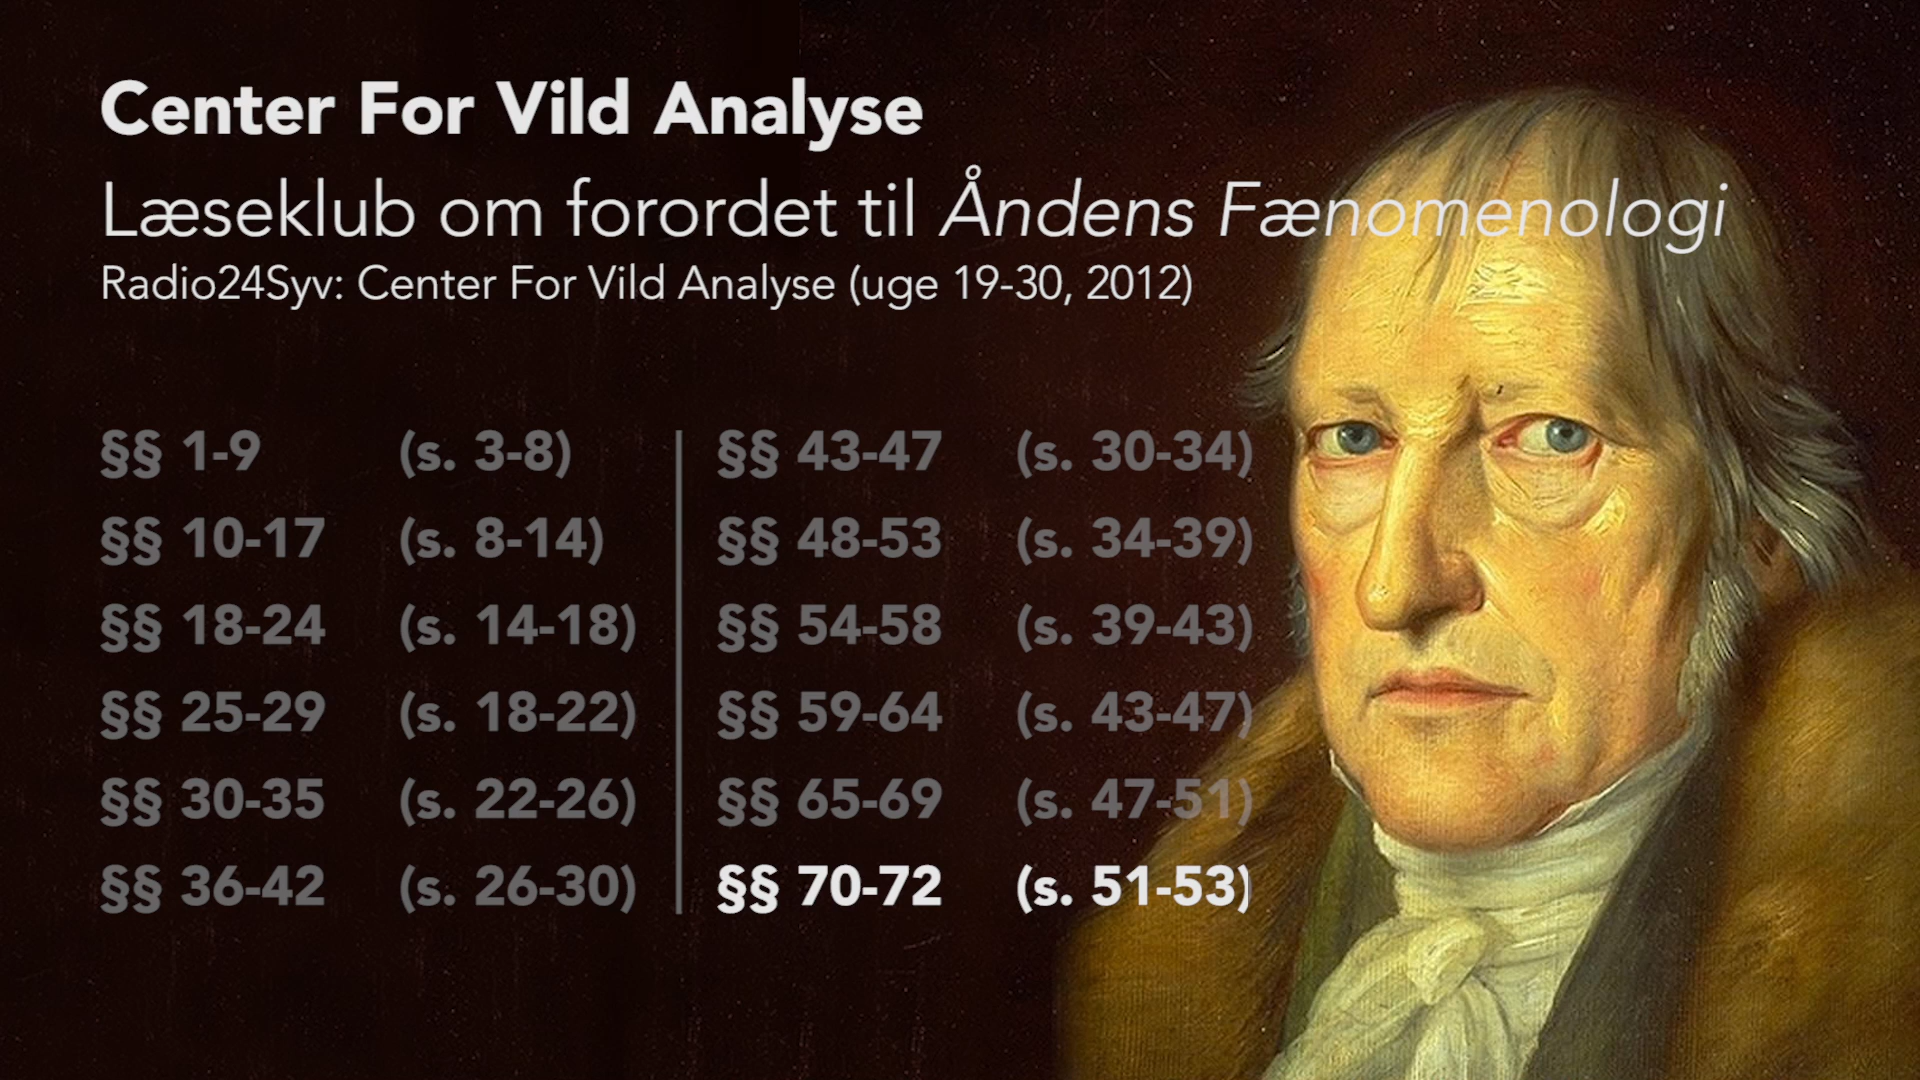 Center For Vild Analyse
Læseklub om forordet til Åndens Fænomenologi
Radio24Syv: Center For Vild Analyse (uge 19-30, 2012)
§§ 1-9 (s. 3-8)
§§ 10-17 (s. 8-14)
§§ 18-24 (s. 14-18)
§§ 25-29 (s. 18-22)
§§ 30-35 (s. 22-26)
§§ 36-42 (s. 26-30)
§§ 43-47 (s. 30-34)
§§ 48-53 (s. 34-39)
§§ 54-58 (s. 39-43)
§§ 59-64 (s. 43-47)
§§ 65-69 (s. 47-51)
§§ 70-72 (s. 51-53)